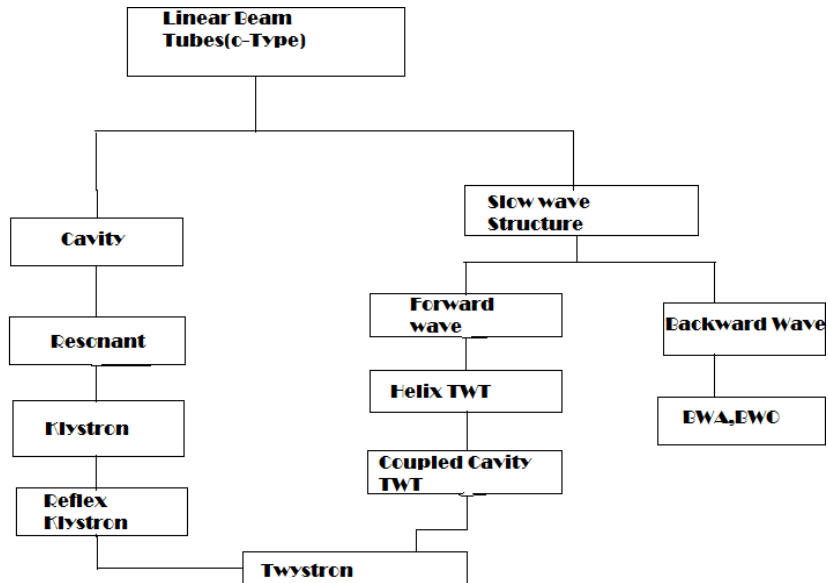 Linear Beam
Tubes(o-Type)
Slow wave
Structure
Cavity
Forward
wave
Backward Wave
Resonant
Helix TWT
Klystron
BWA,BWO
Coupled Cavity
TWT
Reflex
Klystron
Twystron